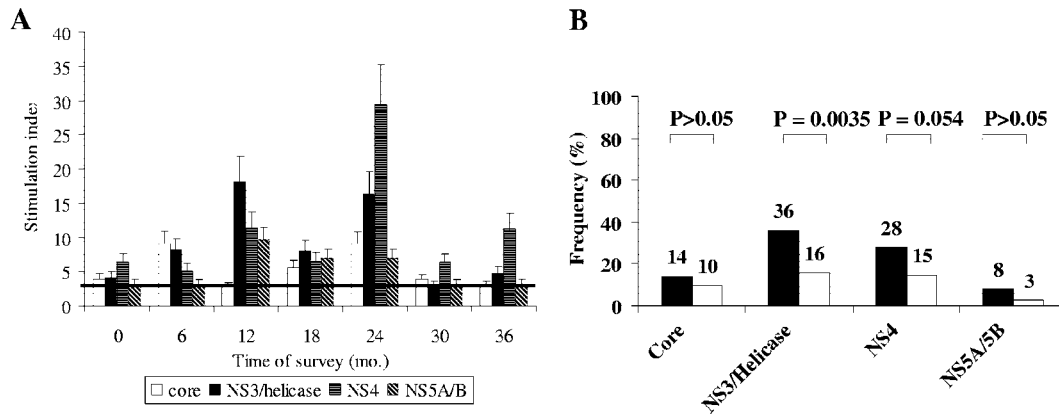 A
Stimulation index
40
35
30
25
20
15
10
5
0
0 6 12 18 24 30 36
Time of survey (mo.)
core NS3/helicase NS4 NS5A/B
B
Frequency (%)
100
80
60
40
20
0
P>0.05 P = 0.0035 P = 0.054 P>0.05
14 10 36 16 28 15 8 3
Core NS3/Helicase NS4 NS5A/5B